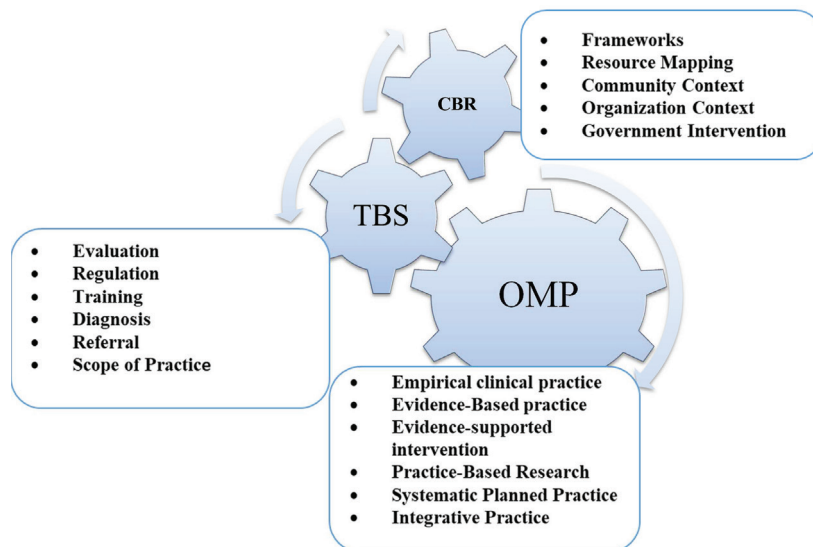 CBR
• Frameworks
• Resource Mapping
• Community Context
• Organization Context
• Government Intervention
TBS
• Evaluation
• Regulation
• Training
• Diagnosis
• Referral
• Scope of Practice
OMP
• Empirical clinical practice
• Evidence-Based practice
• Evidence-supported
intervention
• Practice-Based Research
• Systematic Planned Practice
• Integrative Practice